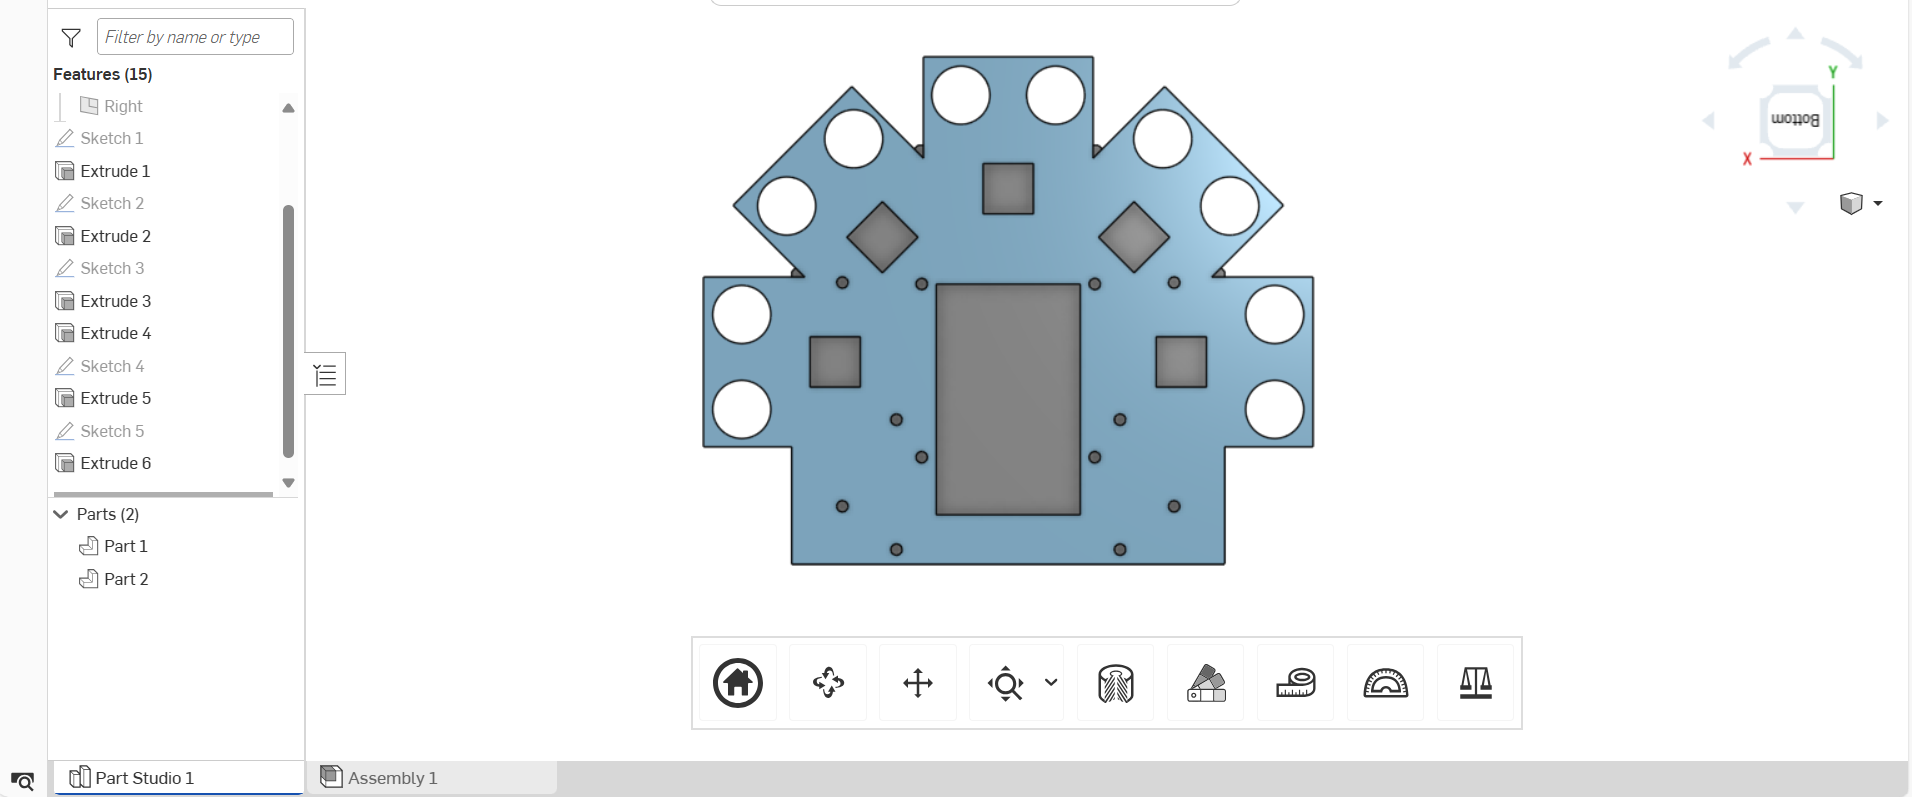 Filter by name or type
Features (15)
Right
Sketch 1
Extrude 1
Sketch 2
Extrude 2
Sketch 3
Extrude 3
Extrude 4
Sketch 4
Extrude 5
Sketch 5
Extrude 6
Parts (2)
Part 1
Part 2
Y
Bottom
X
Part Studio 1
Assembly 1